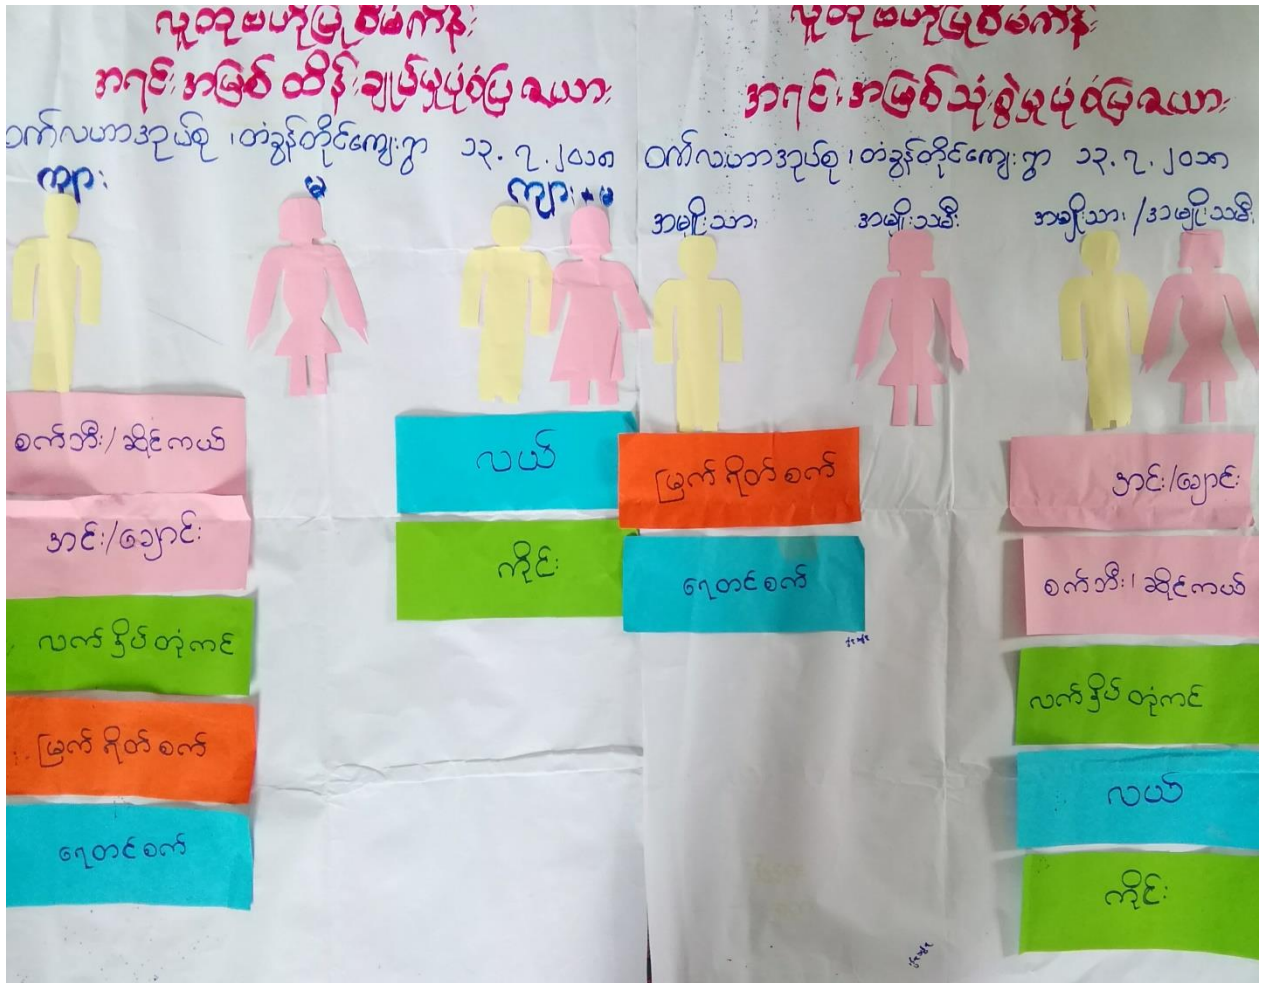 လူတုဗဟိုပြုစီမံကိန်း
အရင်းအမြစ် ထိန်းချုပ်မှုပုံစံပြဇယား
ဝက်လဟာဒဥယ်စု ၊ တံခွန်တိုင်ကျေးရွာ ၁၃.၇.၂၀၁၈
ကျား
မ
ကျား + မ
စက်ဘီး/ဆိုင်ကယ်
အင်း/ချောင်း
လက်နှိပ်တုံကင်
မြက်ရိတ်စက်
ရေတင်စက်
လယ်
ကိုင်း
လူတုဗဟိုပြုစီမံကိန်း
အရင်းအမြစ်သုံးစွဲမှုပုံစံပြဇယား
ဝက်လဟာဒဥယ်စု ၊ တံခွန်တိုင်ကျေးရွာ ၁၃.၇.၂၀၁၈
အမျိုးသား
အမျိုးသမီး
အမျိုးသား/အမျိုးသမီး
မြက်ရိတ်စက်
ရေတင်စက်
အင်း/ချောင်း
စက်ဘီး၊ ဆိုင်ကယ်
လက်နှိပ်တုံကင်
လယ်
ကိုင်း